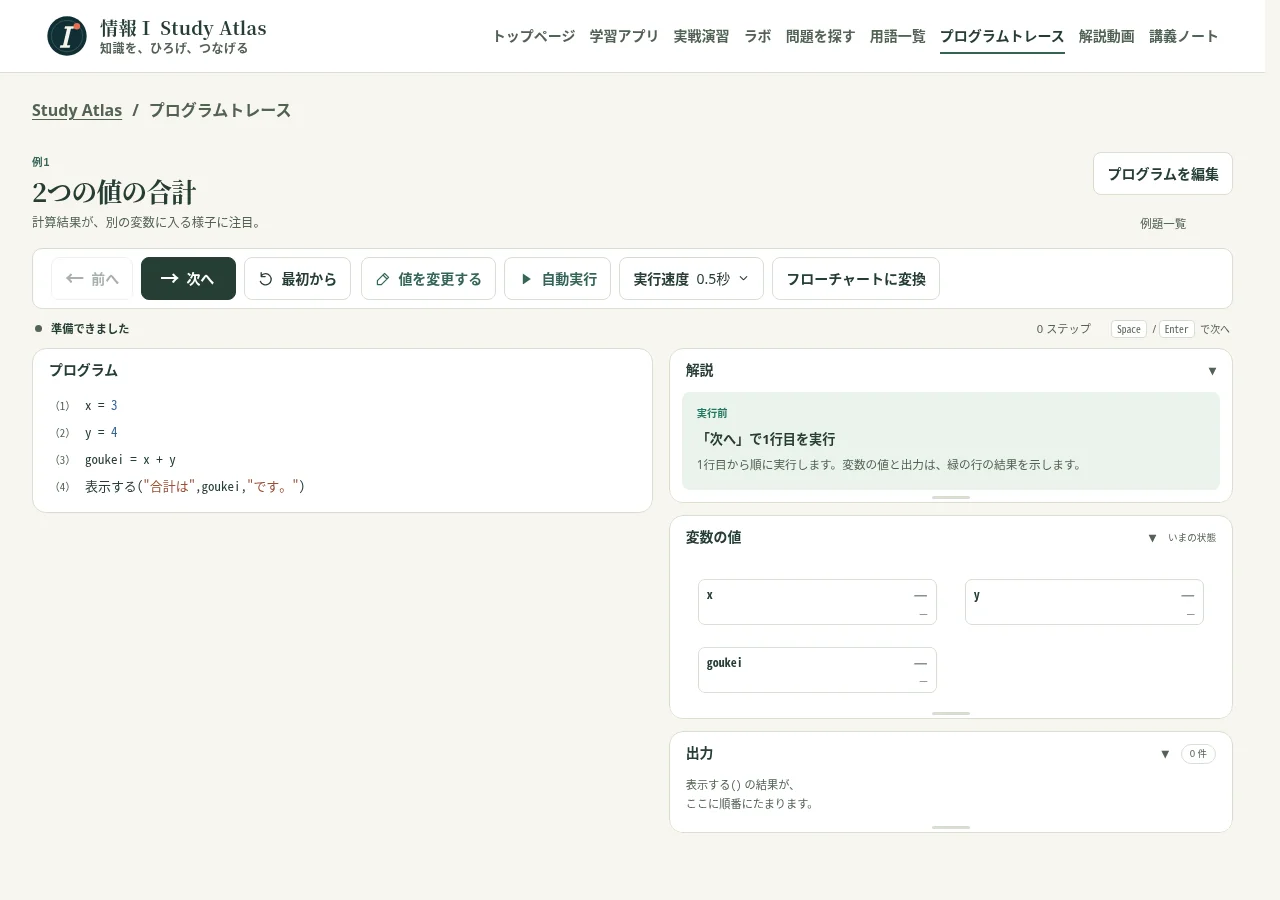 情報 I Study Atlas
知識を、ひろげ、つなげる
トップページ 学習アプリ 実戦演習 ラボ 問題を探す 用語一覧 プログラムトレース 解説動画 講義ノート
Study Atlas / プログラムトレース
例1
2つの値の合計
計算結果が、別の変数に入る様子に注目。
プログラムを編集
例題一覧
← 前へ → 次へ 最初から 値を変更する 自動実行 実行速度 0.5秒 フローチャートに変換
準備できました
0 ステップ Space / Enter で次へ
プログラム
(1) x = 3
(2) y = 4
(3) goukei = x + y
(4) 表示する("合計は",goukei,"です。")
解説 ▼
実行前
「次へ」で1行目を実行
1行目から順に実行します。変数の値と出力は、緑の行の結果を示します。
変数の値 ▼ いまの状態
x —
—
y —
—
goukei —
—
出力 ▼ 0 件
表示する() の結果が、
ここに順番にたまります。